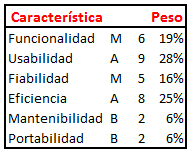 Característica Peso
Funcionalidad M 6 19%
Usabilidad A 9 28%
Fiabilidad M 5 16%
Eficiencia A 8 25%
Mantenibilidad B 2 6%
Portabilidad B 2 6%